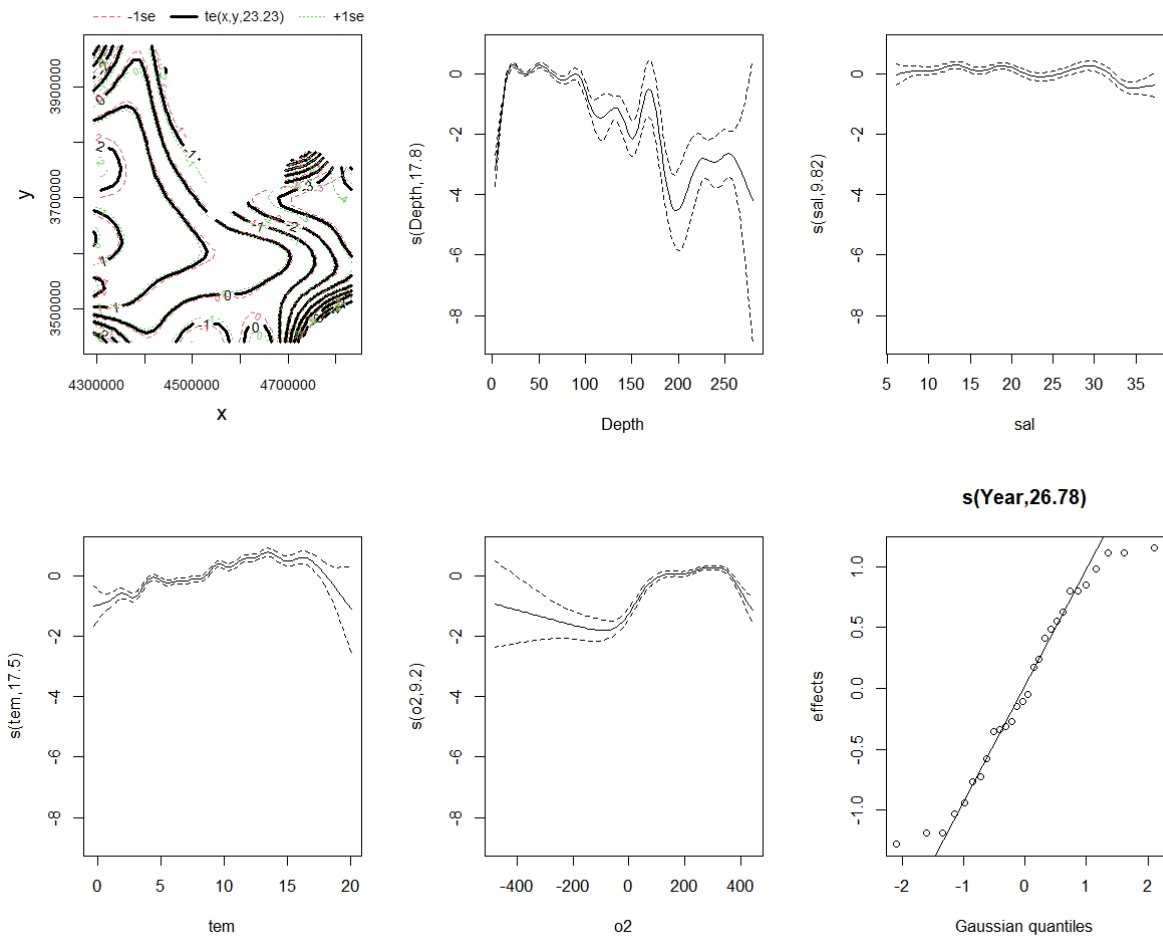 -1se te(x,y,23.23) +1se
y
3500000 3700000 3900000
43000000 45000000 47000000
x
s(Depth,17.8)
0
-2
-4
-6
-8
0 50 100 150 200 250
Depth
s(sal,9.82)
0
-2
-4
-6
-8
5 10 15 20 25 30 35
sal
s(tem,17.5)
0
-2
-4
-6
-8
0 5 10 15 20
tem
s(o2,9.2)
0
-2
-4
-6
-8
-400 -200 0 200 400
o2
s(Year,26.78)
effects
1.0
0.5
0.0
-0.5
-1.0
-2 -1 0 1 2
Gaussian quantiles